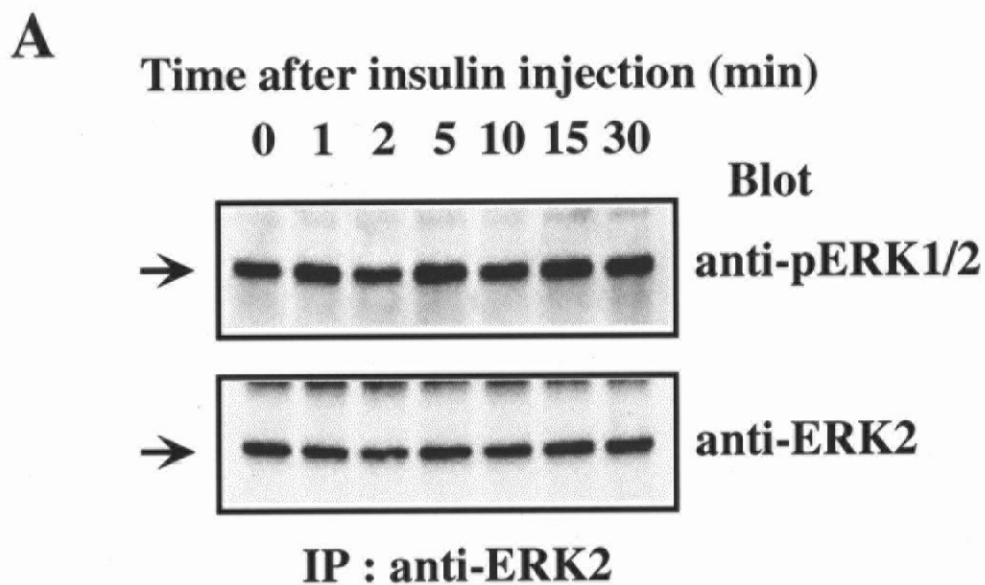 A
Time after insulin injection (min)
0 1 2 5 10 15 30
Blot
anti-pERK1/2
anti-ERK2
IP : anti-ERK2